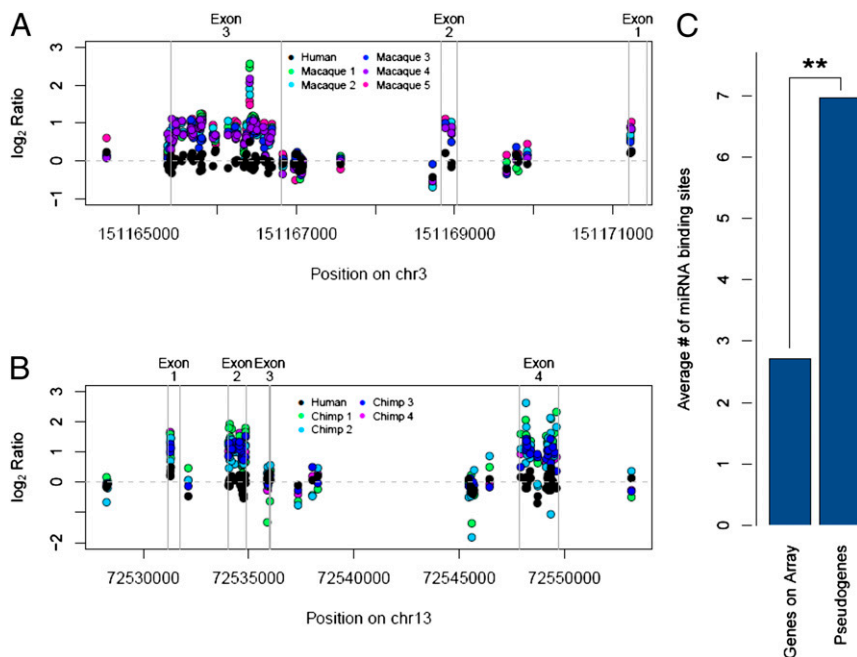 A
Exon
3
Exon
2
Exon
1
3
2
1
0
−1
log2 Ratio
Human
Macaque 1
Macaque 2
Macaque 3
Macaque 4
Macaque 5
151165000
151167000
151169000
151171000
Position on chr3
B
Exon
1
Exon
2
Exon
3
Exon
4
3
2
1
0
−2
log2 Ratio
Human
Chimp 1
Chimp 2
Chimp 3
Chimp 4
72530000
72535000
72540000
72545000
72550000
Position on chr13
C
**
7
6
5
4
3
2
1
0
Average # of miRNA binding sites
Genes on Array
Pseudogenes